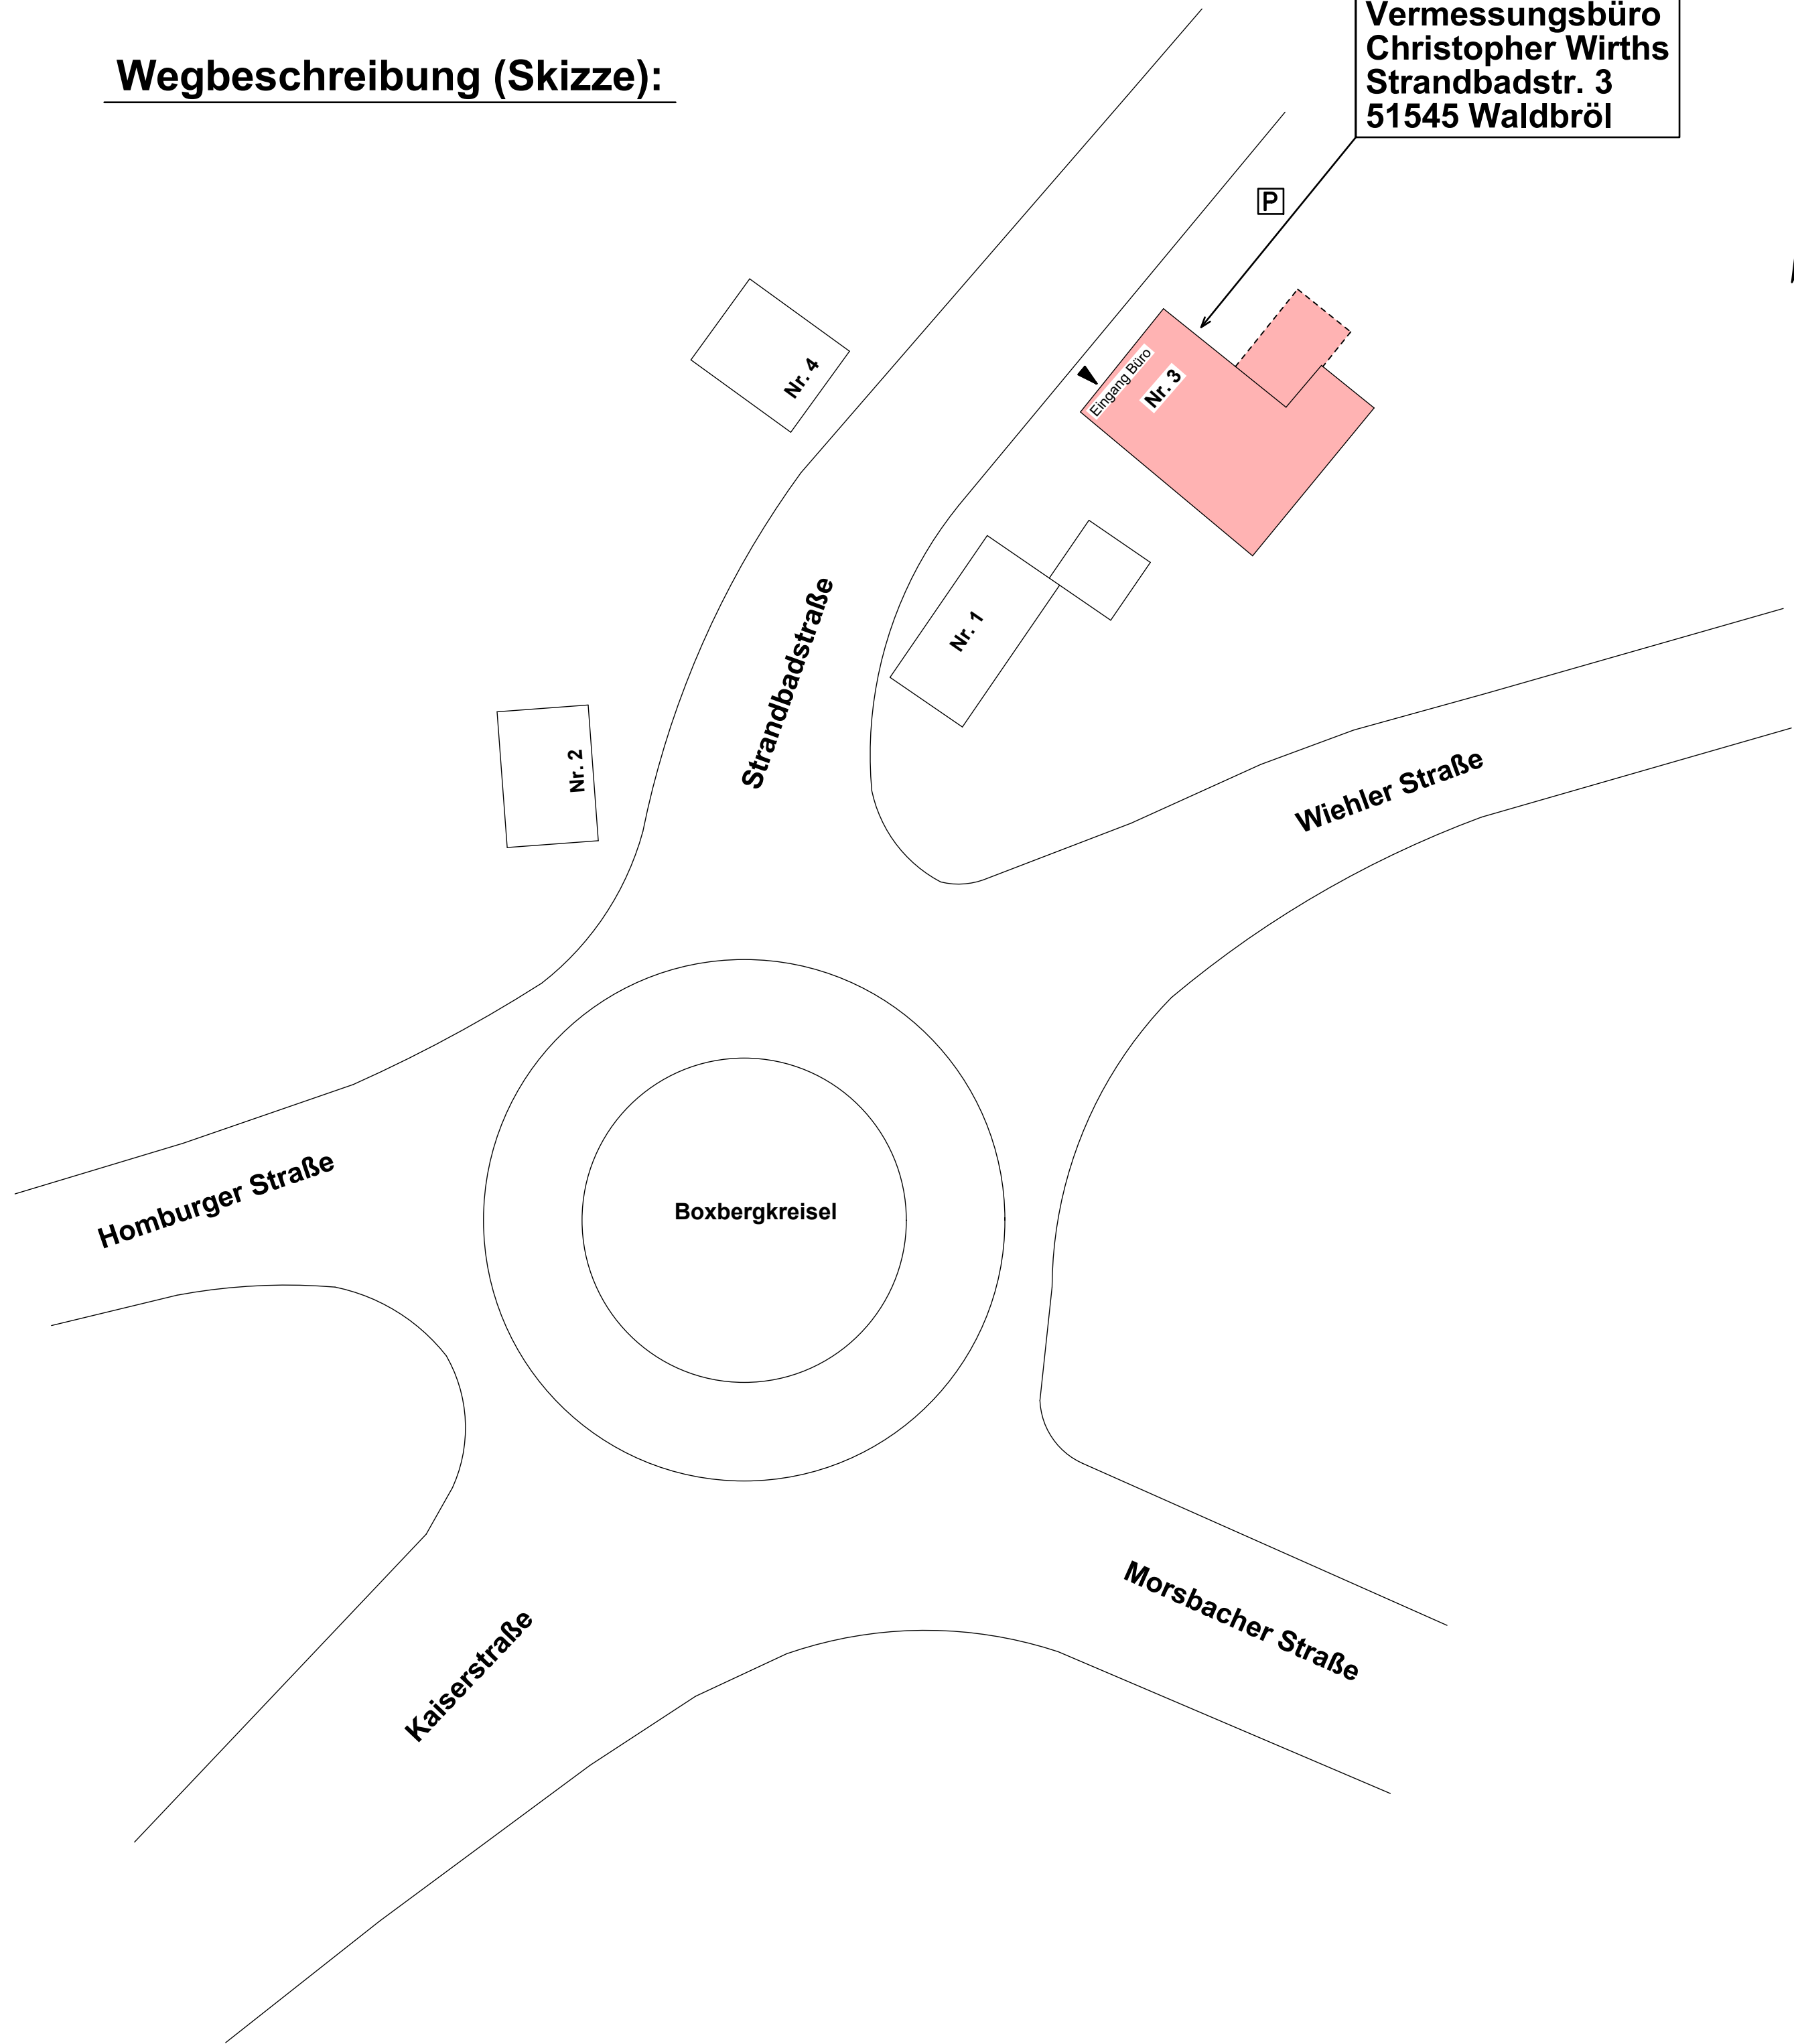 Wegbeschreibung (Skizze):
Vermessungsbüro
Christopher Wirths
Strandbadstr. 3
51545 Waldbröl
P
Nr. 4
Eingang Büro
Nr. 3
Nr. 1
Strandbadstraße
Nr. 2
Wiehler Straße
Homburger Straße
Boxbergkreisel
Morsbacher Straße
Kaiserstraße